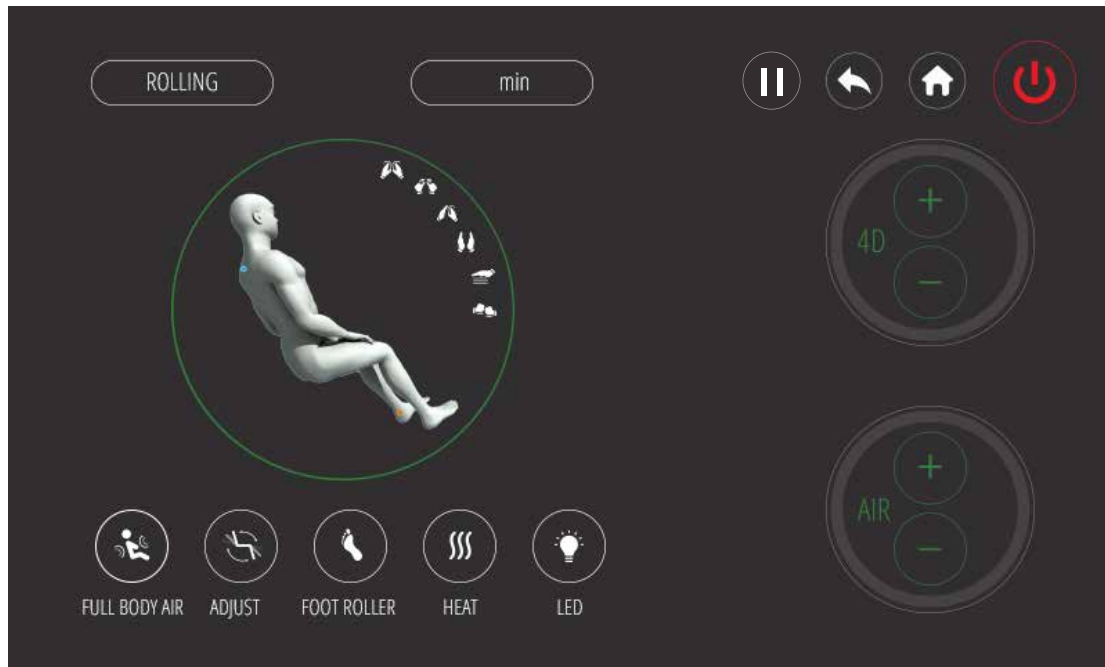 ROLLING
min
4D
AIR
FULL BODY AIR
ADJUST
FOOT ROLLER
HEAT
LED